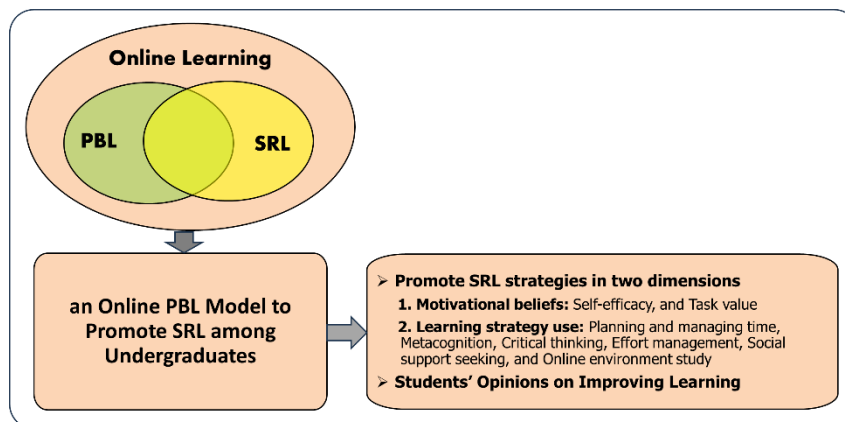 Online Learning
PBL
SRL
an Online PBL Model to
Promote SRL among
Undergraduates
➢ Promote SRL strategies in two dimensions
1. Motivational beliefs: Self-efficacy, and Task value
2. Learning strategy use: Planning and managing time,
Metacognition, Critical thinking, Effort management, Social
support seeking, and Online environment study
➢ Students’ Opinions on Improving Learning